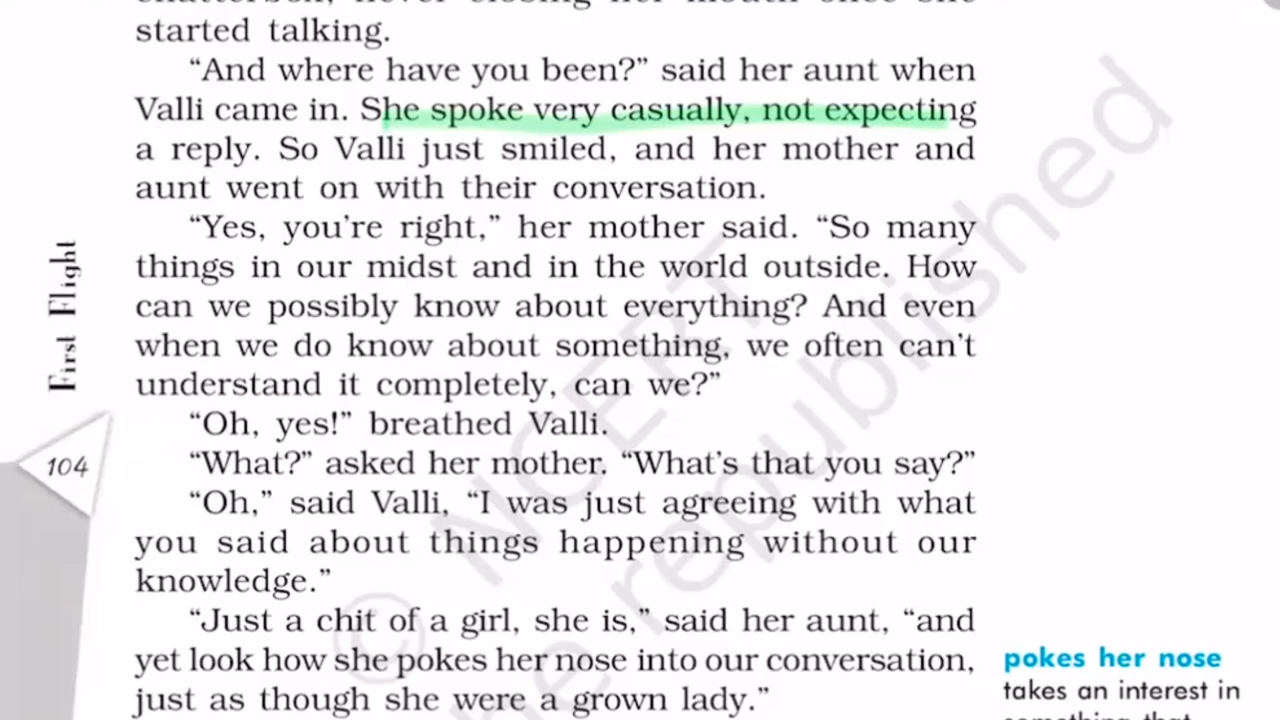 started talking.
“And where have you been?” said her aunt when
Valli came in. She spoke very casually, not expecting
a reply. So Valli just smiled, and her mother and
aunt went on with their conversation.
“Yes, you're right,” her mother said. “So many
things in our midst and in the world outside. How
can we possibly know about everything? And even
when we do know about something, we often can't
understand it completely, can we?”
“Oh, yes!” breathed Valli.
“What?” asked her mother. “What's that you say?”
“Oh,” said Valli, “I was just agreeing with what
you said about things happening without our
knowledge.”
“Just a chit of a girl, she is,” said her aunt, “and
yet look how she pokes her nose into our conversation,
just as though she were a grown lady.”
First Flight
104
pokes her nose
takes an interest in
© NCERT
republished